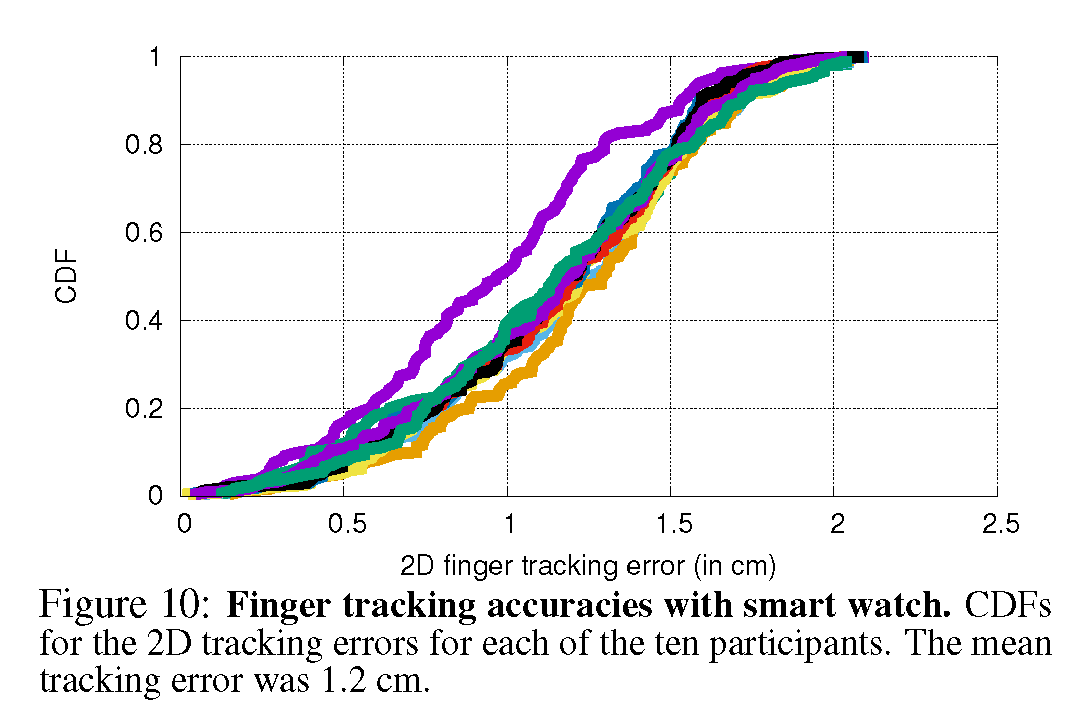 1
0.8
0.6
0.4
0.2
0
CDF
0 0.5 1 1.5 2 2.5
2D finger tracking error (in cm)
Figure 10: Finger tracking accuracies with smart watch. CDFs
for the 2D tracking errors for each of the ten participants. The mean
tracking error was 1.2 cm.